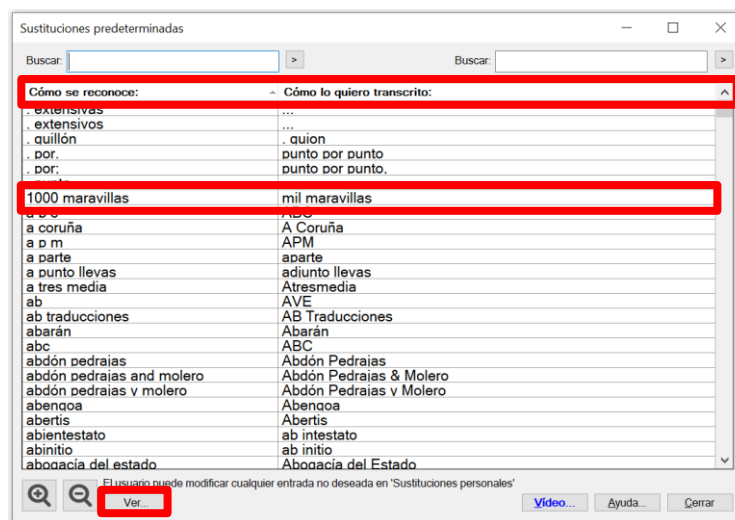 Sustituciones predeterminadas
Buscar: > Buscar: >
Cómo se reconoce: Cómo lo quiero transcrito:
. extensivas ...
. extensivos ...
. quillón . guion
. por. punto por punto
. por; punto por punto,
1000 maravillas mil maravillas
a b c ABC
a coruña A Coruña
a p m APM
a parte aparte
a punto llevas adjunto llevas
a tres media Atresmedia
ab AVE
ab traducciones AB Traducciones
abarán Abarán
abc ABC
abdón pedrajas Abdón Pedrajas
abdón pedrajas and molero Abdón Pedrajas & Molero
abdón pedrajas y molero Abdón Pedrajas y Molero
abengoa Abengoa
abertis Abertis
abientestato ab intestato
abinitio ab initio
abogacía del estado Abogacía del Estado
El usuario puede modificar cualquier entrada no deseada en 'Sustituciones personales'
Ver... Vídeo... Ayuda... Cerrar